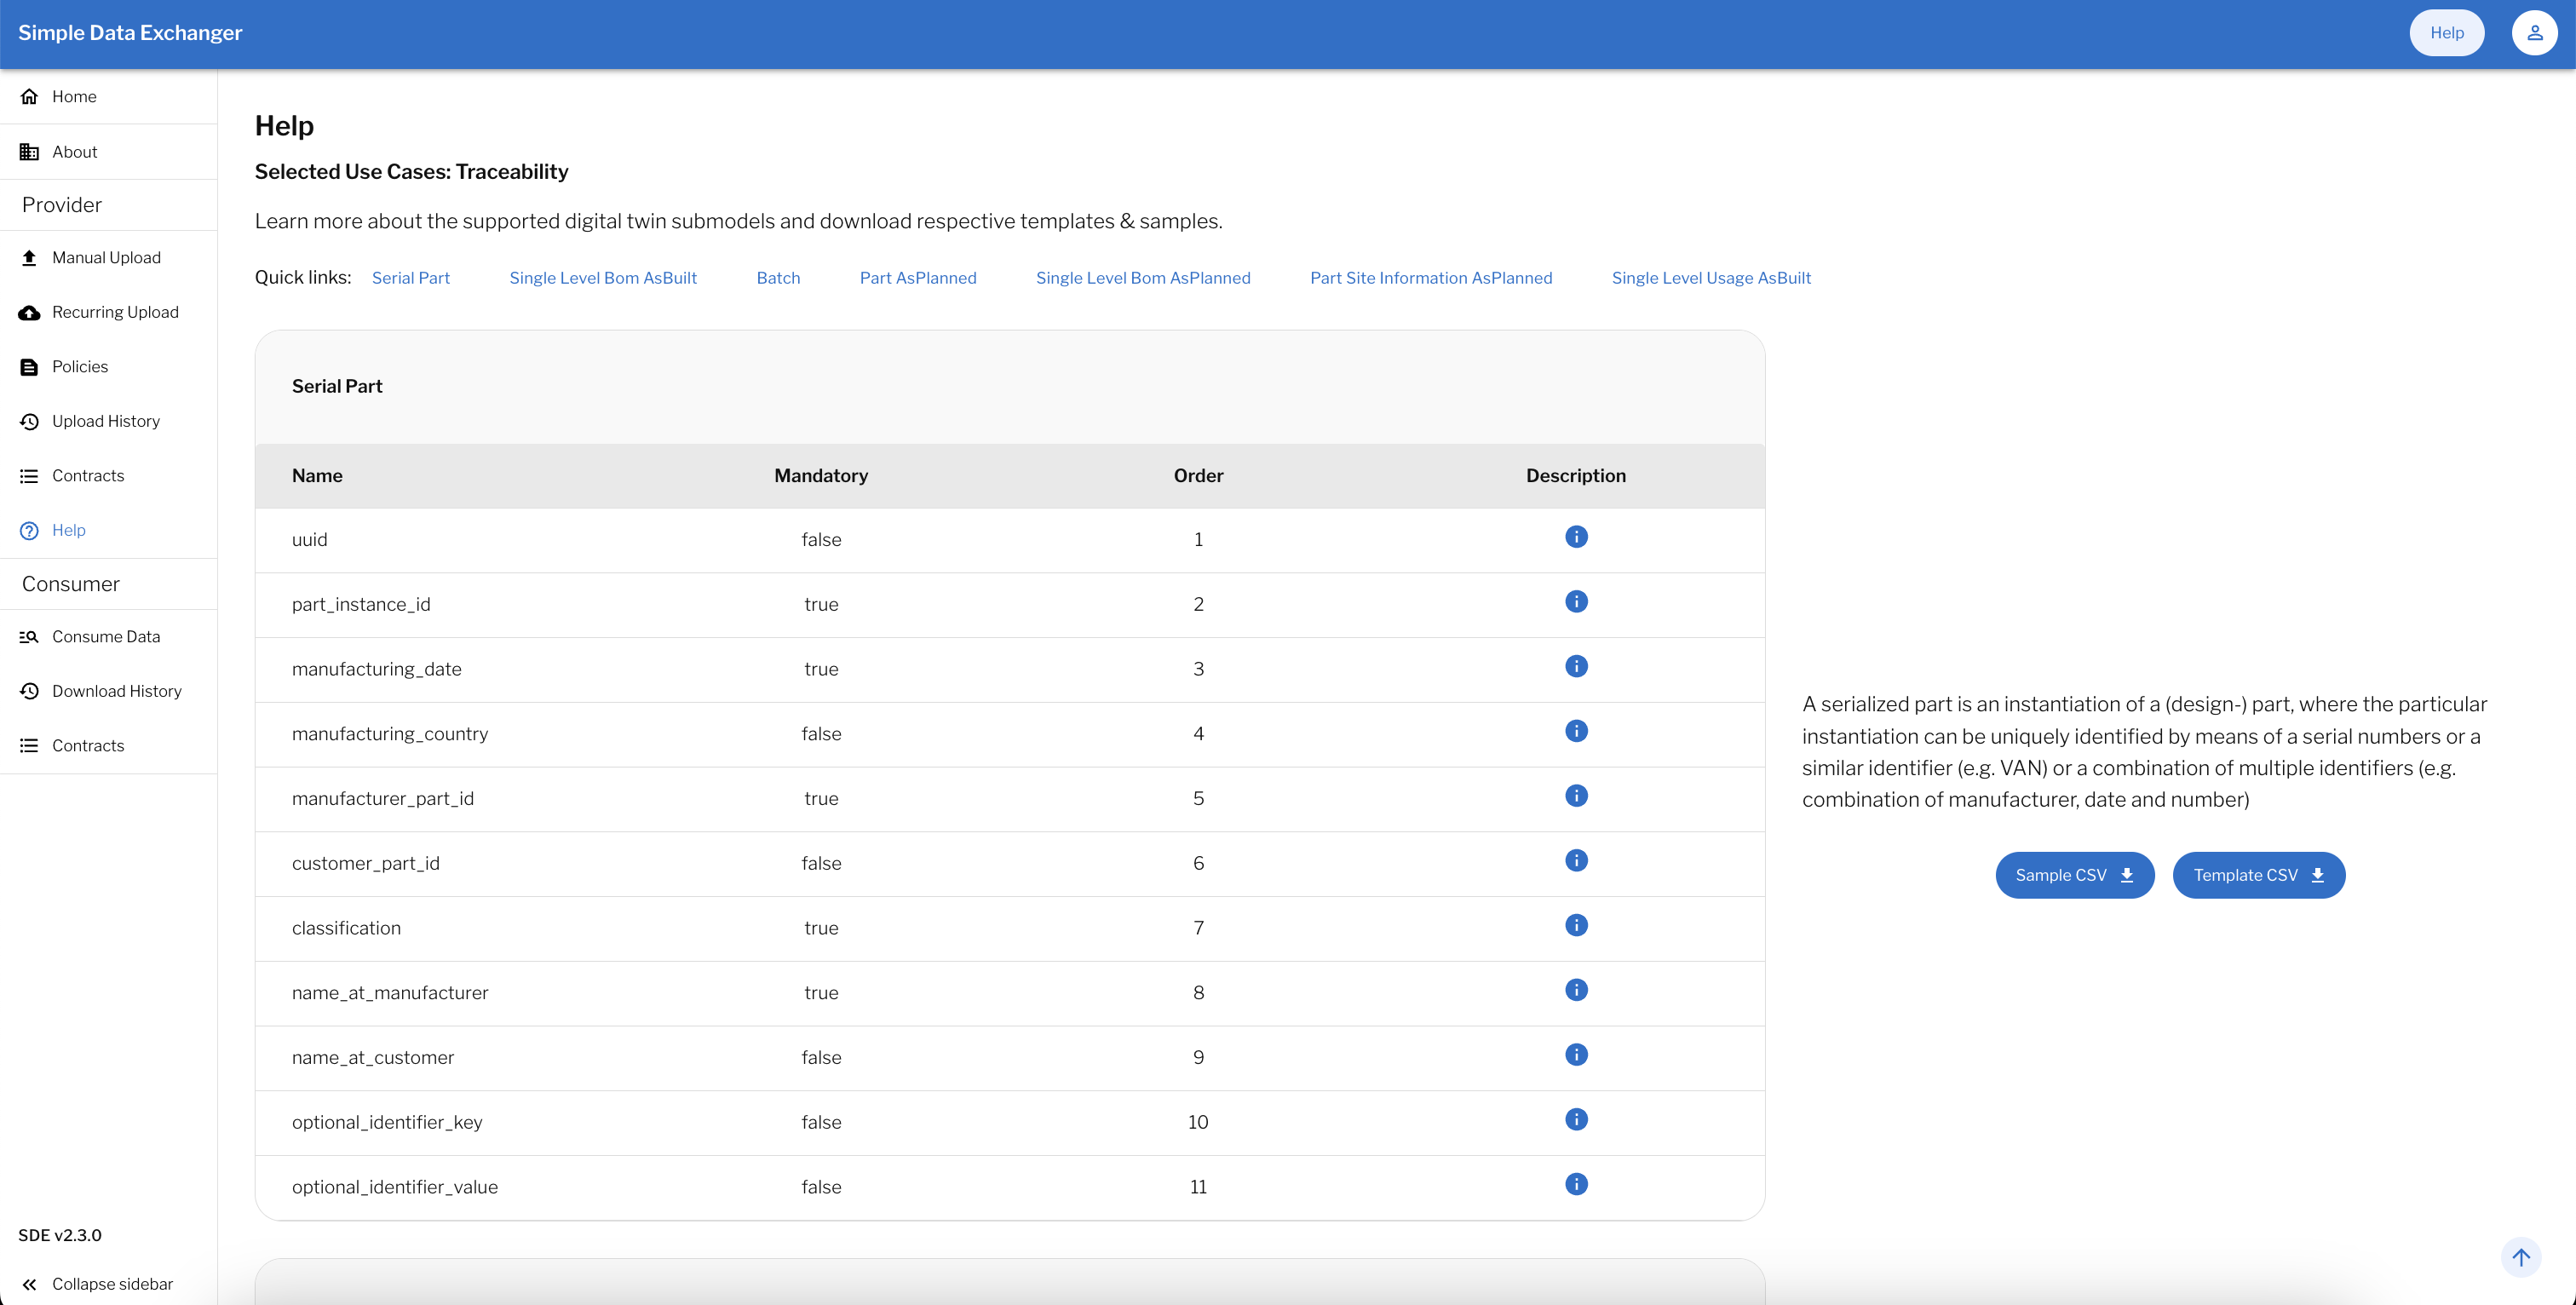 Simple Data Exchanger
Help
Home
About
Provider
Manual Upload
Recurring Upload
Policies
Upload History
Contracts
Help
Consumer
Consume Data
Download History
Contracts
SDE v2.3.0
Collapse sidebar
Help
Selected Use Cases: Traceability
Learn more about the supported digital twin submodels and download respective templates & samples.
Quick links: Serial Part Single Level Bom AsBuilt Batch Part AsPlanned Single Level Bom AsPlanned Part Site Information AsPlanned Single Level Usage AsBuilt
Serial Part
Name Mandatory Order Description
uuid false 1
part_instance_id true 2
manufacturing_date true 3
manufacturing_country false 4
manufacturer_part_id true 5
customer_part_id false 6
classification true 7
name_at_manufacturer true 8
name_at_customer false 9
optional_identifier_key false 10
optional_identifier_value false 11
A serialized part is an instantiation of a (design-) part, where the particular
instantiation can be uniquely identified by means of a serial numbers or a
similar identifier (e.g. VAN) or a combination of multiple identifiers (e.g.
combination of manufacturer, date and number)
Sample CSV Template CSV